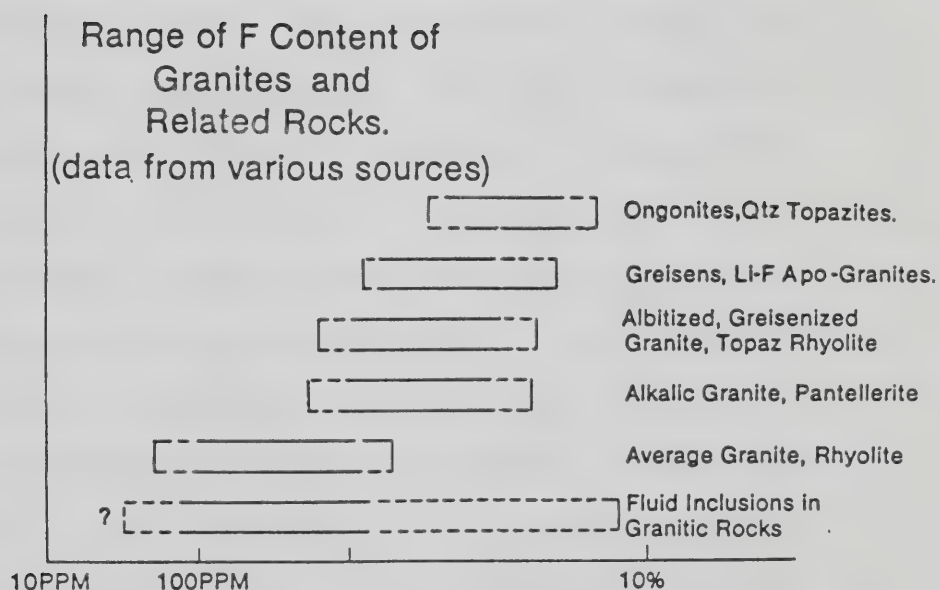 Range of F Content of
Granites and
Related Rocks.
(data from various sources)
Ongonites,Qtz Topazites.
Greisens, Li-F Apo-Granites.
Albitized, Greisenized
Granite, Topaz Rhyolite
Alkalic Granite, Pantellerite
Average Granite, Rhyolite
?
Fluid Inclusions in
Granitic Rocks
10PPM 100PPM 10%